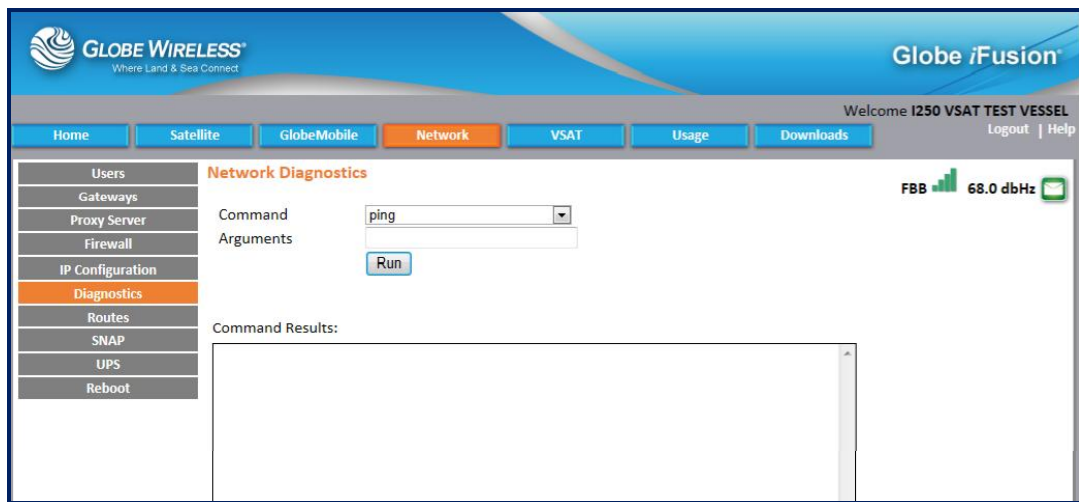 GLOBE WIRELESS®
Where Land & Sea Connect
Globe iFusion®
Welcome I250 VSAT TEST VESSEL
Logout | Help
Home Satellite GlobeMobile Network VSAT Usage Downloads
Users
Gateways
Proxy Server
Firewall
IP Configuration
Diagnostics
Routes
SNAP
UPS
Reboot
Network Diagnostics
FBB 68.0 dbHz
Command ping
Arguments
Run
Command Results: